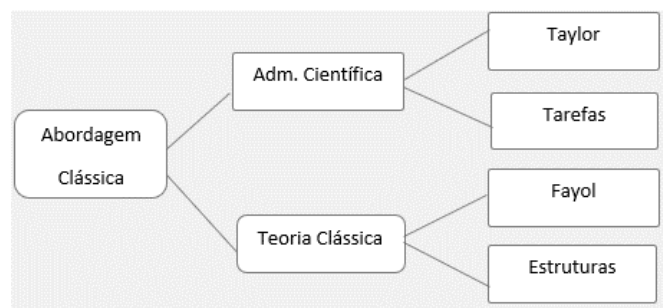 Abordagem
Clássica
Adm. Científica
Taylor
Tarefas
Teoria Clássica
Fayol
Estruturas